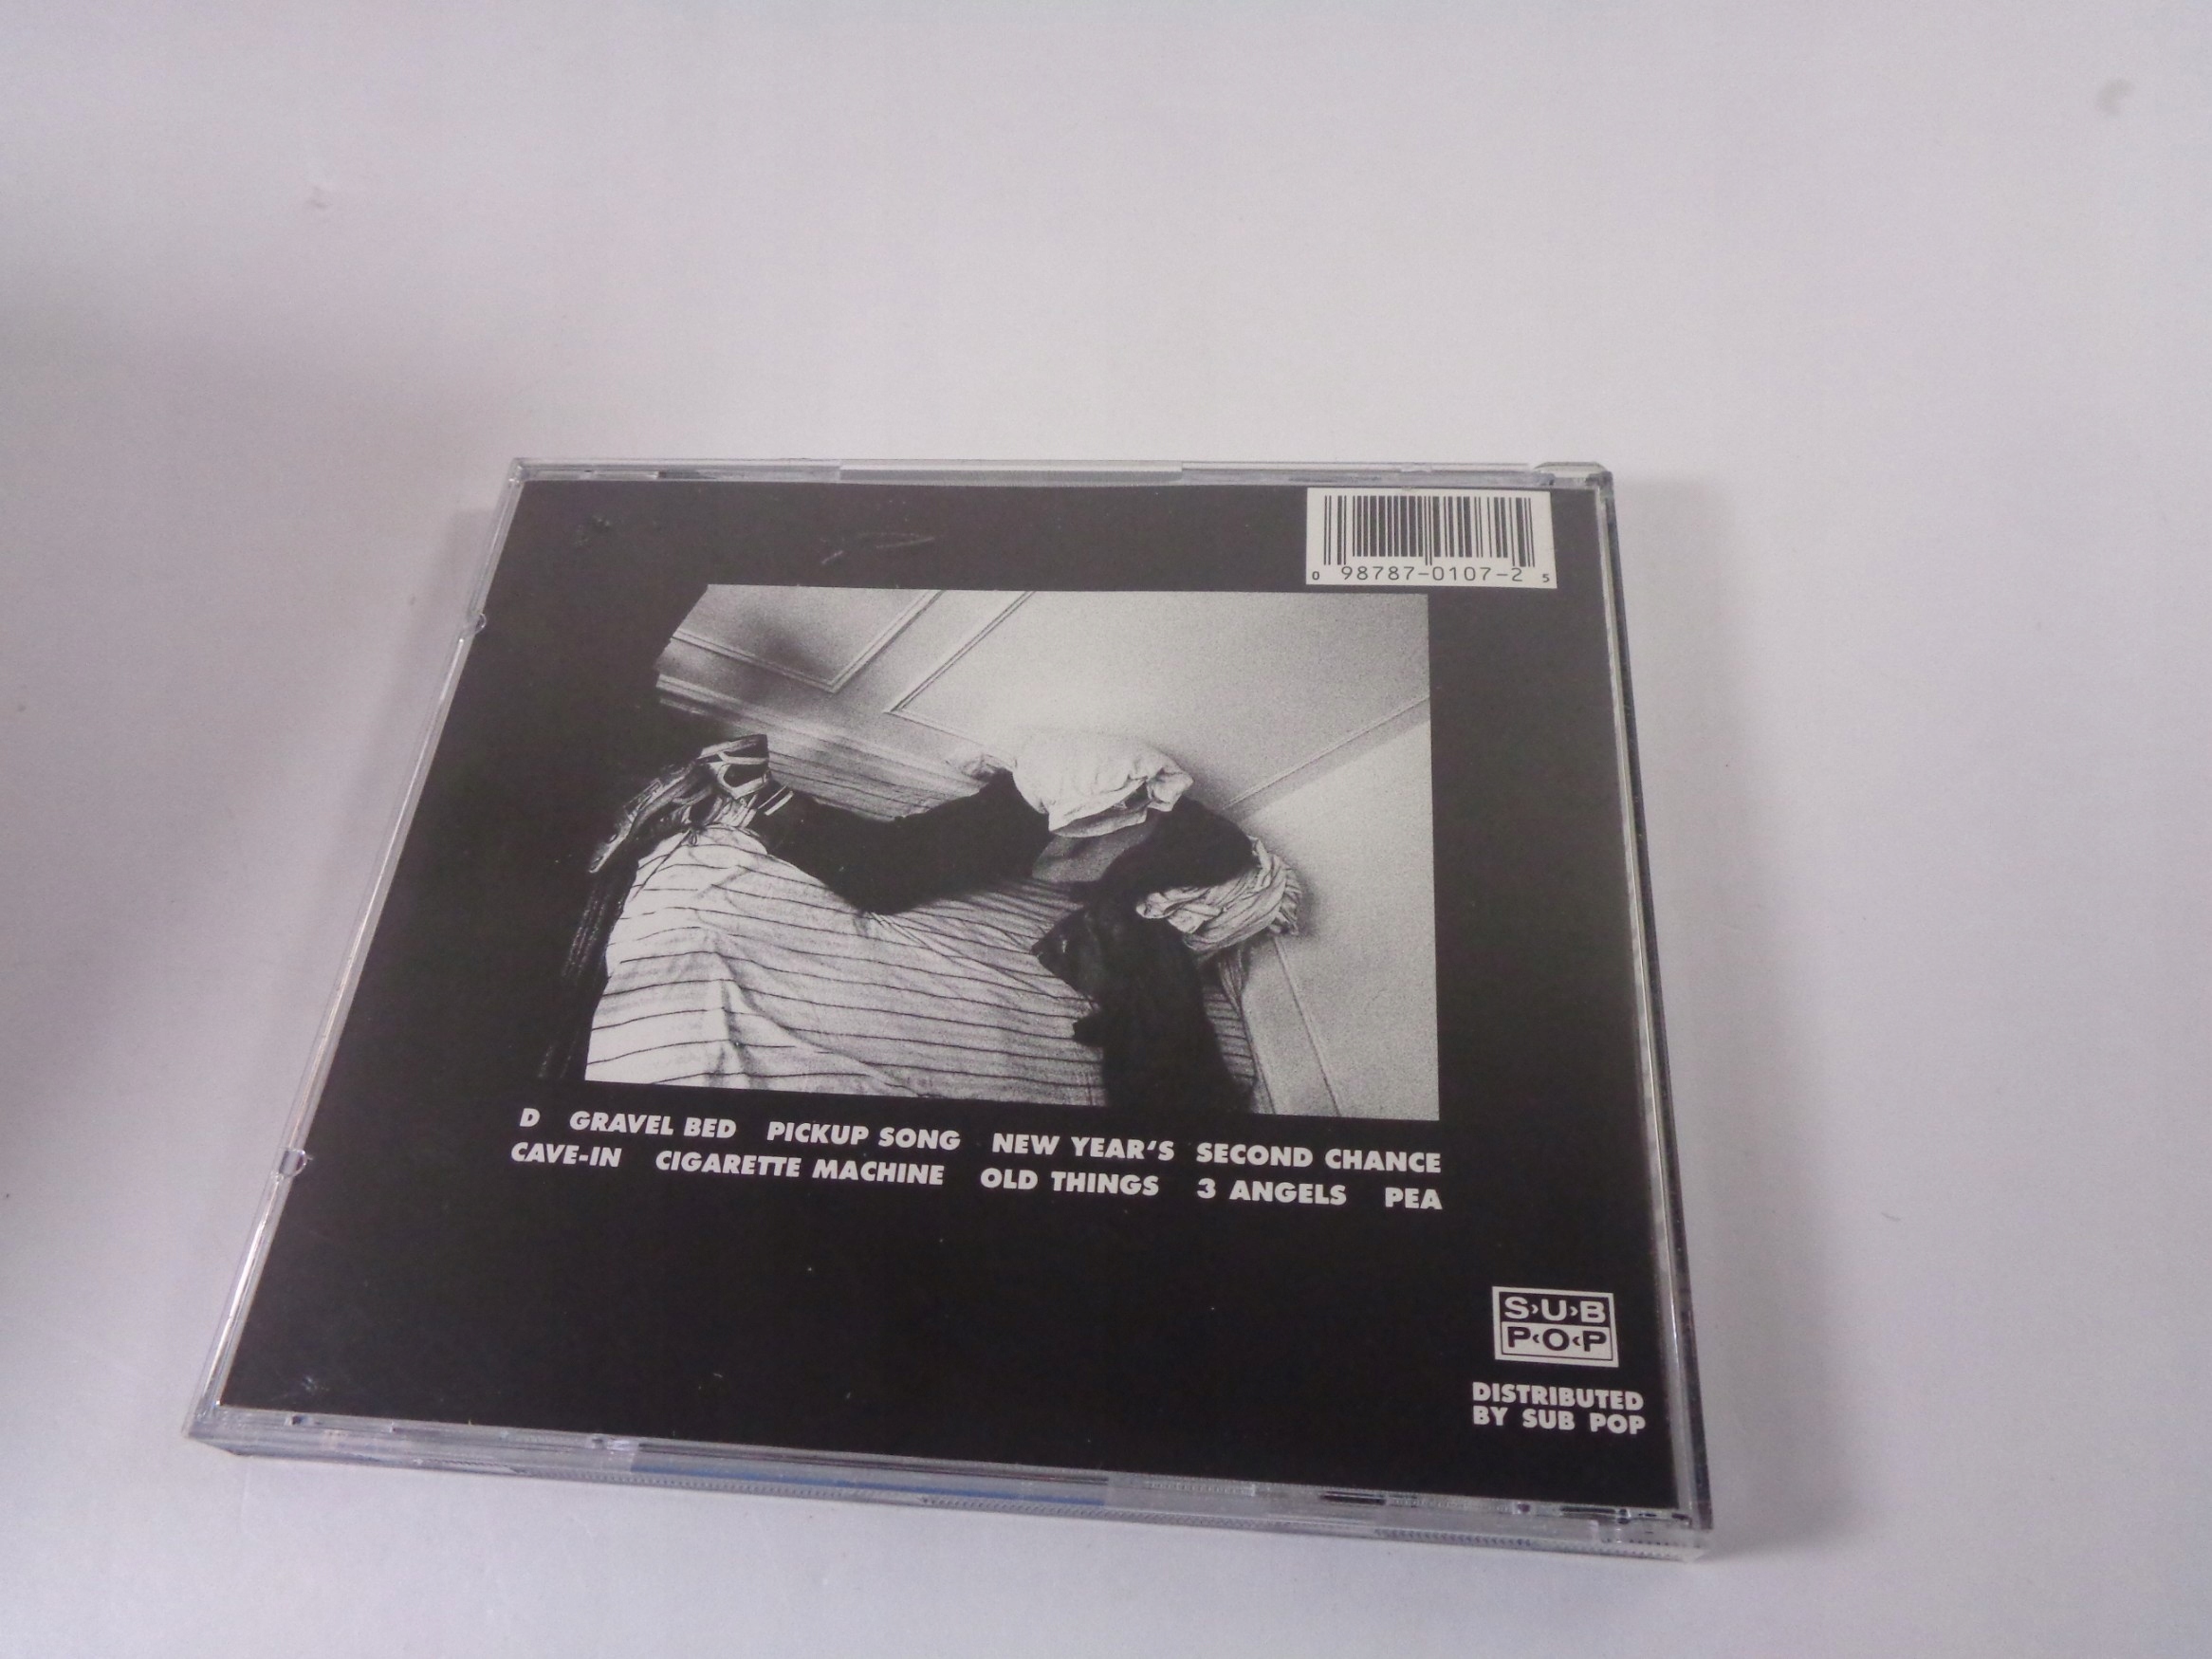 0 98787-0107-2 5
D GRAVEL BED PICKUP SONG NEW YEAR'S SECOND CHANCE
CAVE-IN CIGARETTE MACHINE OLD THINGS 3 ANGELS PEA
S›U›B
P‹O‹P
DISTRIBUTED
BY SUB POP